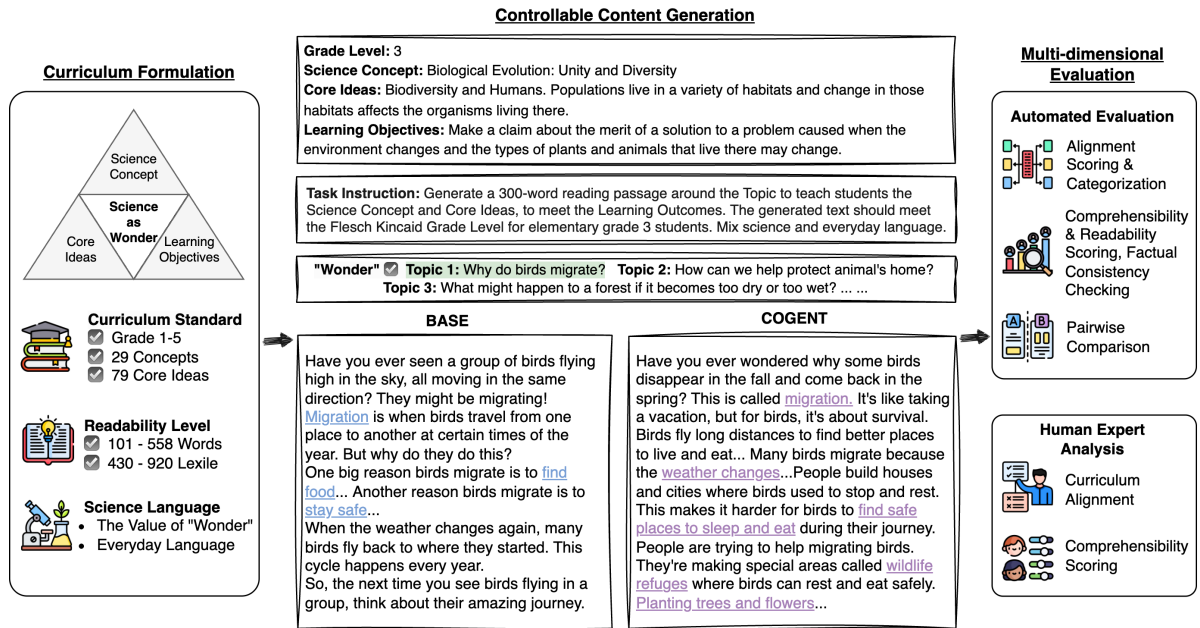 Controllable Content Generation
Curriculum Formulation
Science
Concept
Science
as
Wonder
Core
Ideas
Learning
Objectives
Curriculum Standard
Grade 1-5
29 Concepts
79 Core Ideas
Readability Level
101 - 558 Words
430 - 920 Lexile
Science Language
• The Value of "Wonder"
• Everyday Language
Grade Level: 3
Science Concept: Biological Evolution: Unity and Diversity
Core Ideas: Biodiversity and Humans. Populations live in a variety of habitats and change in those
habitats affects the organisms living there.
Learning Objectives: Make a claim about the merit of a solution to a problem caused when the
environment changes and the types of plants and animals that live there may change.
Task Instruction: Generate a 300-word reading passage around the Topic to teach students the
Science Concept and Core Ideas, to meet the Learning Outcomes. The generated text should meet
the Flesch Kincaid Grade Level for elementary grade 3 students. Mix science and everyday language.
"Wonder" Topic 1: Why do birds migrate? Topic 2: How can we help protect animal's home?
Topic 3: What might happen to a forest if it becomes too dry or too wet? ... ...
BASE
Have you ever seen a group of birds flying
high in the sky, all moving in the same
direction? They might be migrating!
Migration is when birds travel from one
place to another at certain times of the
year. But why do they do this?
One big reason birds migrate is to find
food... Another reason birds migrate is to
stay safe...
When the weather changes again, many
birds fly back to where they started. This
cycle happens every year.
So, the next time you see birds flying in a
group, think about their amazing journey.
COGENT
Have you ever wondered why some birds
disappear in the fall and come back in the
spring? This is called migration. It's like taking
a vacation, but for birds, it's about survival.
Birds fly long distances to find better places
to live and eat... Many birds migrate because
the weather changes...People build houses
and cities where birds used to stop and rest.
This makes it harder for birds to find safe
places to sleep and eat during their journey.
People are trying to help migrating birds.
They're making special areas called wildlife
refuges where birds can rest and eat safely.
Planting trees and flowers...
Multi-dimensional
Evaluation
Automated Evaluation
Alignment
Scoring &
Categorization
Comprehensibility
& Readability
Scoring, Factual
Consistency
Checking
A
B
Pairwise
Comparison
Human Expert
Analysis
Curriculum
Alignment
Comprehensibility
Scoring